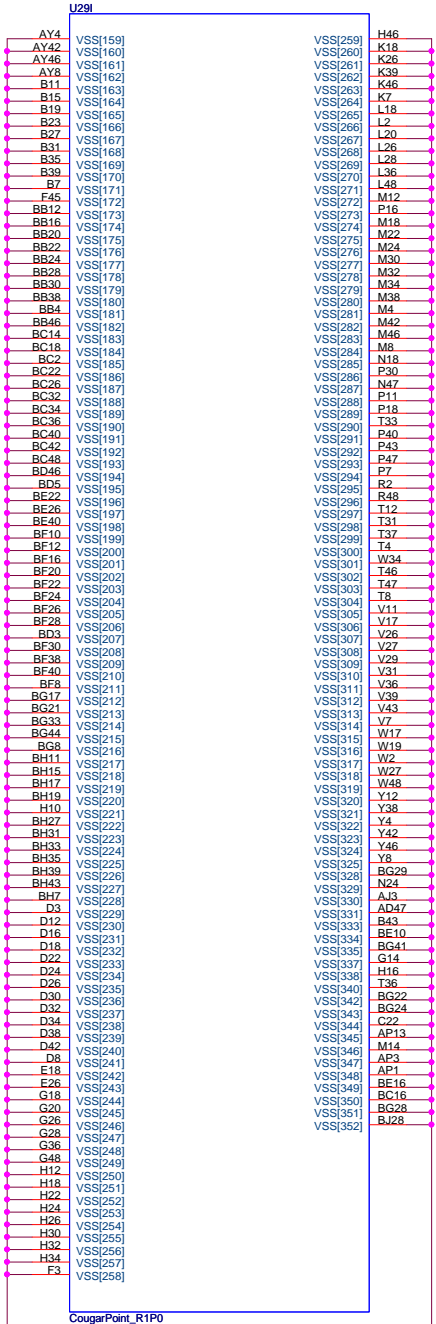 U29I
AY4 VSS[159]
AY42 VSS[160]
AY46 VSS[161]
AY8 VSS[162]
B11 VSS[163]
B15 VSS[164]
B19 VSS[165]
B23 VSS[166]
B27 VSS[167]
B31 VSS[168]
B35 VSS[169]
B39 VSS[170]
B7 VSS[171]
F45 VSS[172]
BB12 VSS[173]
BB16 VSS[174]
BB20 VSS[175]
BB22 VSS[176]
BB24 VSS[177]
BB28 VSS[178]
BB30 VSS[179]
BB38 VSS[180]
BB4 VSS[181]
BB46 VSS[182]
BC14 VSS[183]
BC18 VSS[184]
BC2 VSS[185]
BC22 VSS[186]
BC26 VSS[187]
BC32 VSS[188]
BC34 VSS[189]
BC36 VSS[190]
BC40 VSS[191]
BC42 VSS[192]
BC48 VSS[193]
BD46 VSS[194]
BD5 VSS[195]
BE22 VSS[196]
BE26 VSS[197]
BE40 VSS[198]
BF10 VSS[199]
BF12 VSS[200]
BF16 VSS[201]
BF20 VSS[202]
BF22 VSS[203]
BF24 VSS[204]
BF26 VSS[205]
BF28 VSS[206]
BD3 VSS[207]
BF30 VSS[208]
BF38 VSS[209]
BF40 VSS[210]
BF8 VSS[211]
BG17 VSS[212]
BG21 VSS[213]
BG33 VSS[214]
BG44 VSS[215]
BG8 VSS[216]
BH11 VSS[217]
BH15 VSS[218]
BH17 VSS[219]
BH19 VSS[220]
H10 VSS[221]
BH27 VSS[222]
BH31 VSS[223]
BH33 VSS[224]
BH35 VSS[225]
BH39 VSS[226]
BH43 VSS[227]
BH7 VSS[228]
D3 VSS[229]
D12 VSS[230]
D16 VSS[231]
D18 VSS[232]
D22 VSS[233]
D24 VSS[234]
D26 VSS[235]
D30 VSS[236]
D32 VSS[237]
D34 VSS[238]
D38 VSS[239]
D42 VSS[240]
D8 VSS[241]
E18 VSS[242]
E26 VSS[243]
G18 VSS[244]
G20 VSS[245]
G26 VSS[246]
G28 VSS[247]
G36 VSS[248]
G48 VSS[249]
H12 VSS[250]
H18 VSS[251]
H22 VSS[252]
H24 VSS[253]
H26 VSS[254]
H30 VSS[255]
H32 VSS[256]
H34 VSS[257]
F3 VSS[258]
VSS[259] H46
VSS[260] K18
VSS[261] K26
VSS[262] K39
VSS[263] K46
VSS[264] K7
VSS[265] L18
VSS[266] L2
VSS[267] L20
VSS[268] L26
VSS[269] L28
VSS[270] L36
VSS[271] L48
VSS[272] M12
VSS[273] P16
VSS[274] M18
VSS[275] M22
VSS[276] M24
VSS[277] M30
VSS[278] M32
VSS[279] M34
VSS[280] M38
VSS[281] M4
VSS[282] M42
VSS[283] M46
VSS[284] M8
VSS[285] N18
VSS[286] P30
VSS[287] N47
VSS[288] P11
VSS[289] P18
VSS[290] T33
VSS[291] P40
VSS[292] P43
VSS[293] P47
VSS[294] P7
VSS[295] R2
VSS[296] R48
VSS[297] T12
VSS[298] T31
VSS[299] T37
VSS[300] T4
VSS[301] W34
VSS[302] T46
VSS[303] T47
VSS[304] T8
VSS[305] V11
VSS[306] V17
VSS[307] V26
VSS[308] V27
VSS[309] V29
VSS[310] V31
VSS[311] V36
VSS[312] V39
VSS[313] V43
VSS[314] V7
VSS[315] W17
VSS[316] W19
VSS[317] W2
VSS[318] W27
VSS[319] W48
VSS[320] Y12
VSS[321] Y38
VSS[322] Y4
VSS[323] Y42
VSS[324] Y46
VSS[325] Y8
VSS[328] BG29
VSS[329] N24
VSS[330] AJ3
VSS[331] AD47
VSS[333] B43
VSS[334] BE10
VSS[335] BG41
VSS[337] G14
VSS[338] H16
VSS[340] T36
VSS[342] BG22
VSS[343] BG24
VSS[344] C22
VSS[345] AP13
VSS[346] M14
VSS[347] AP3
VSS[348] AP1
VSS[349] BE16
VSS[350] BC16
VSS[351] BG28
VSS[352] BJ28
CougarPoint_R1P0